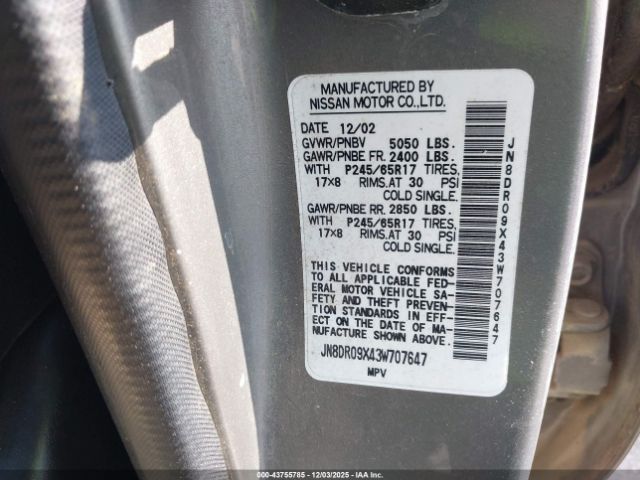 MANUFACTURED BY
NISSAN MOTOR CO.,LTD.
DATE 12/02
GVWR/PNBV 5050 LBS.
GAWR/PNBE FR. 2400 LBS.
WITH P245/65R17 TIRES,
17×8 RIMS.AT 30 PSI
COLD SINGLE.
GAWR/PNBE RR. 2850 LBS.
WITH P245/65R17 TIRES,
17×8 RIMS.AT 30 PSI
COLD SINGLE.
THIS VEHICLE CONFORMS
TO ALL APPLICABLE FED-
ERAL MOTOR VEHICLE SA-
FETY AND THEFT PREVEN-
TION STANDARDS IN EFF-
ECT ON THE DATE OF MA-
NUFACTURE SHOWN ABOVE.
JN8DR09X43W707647
MPV
JN8DR09X43W707647
000-43755785 - 12/03/2025 - IAA Inc.